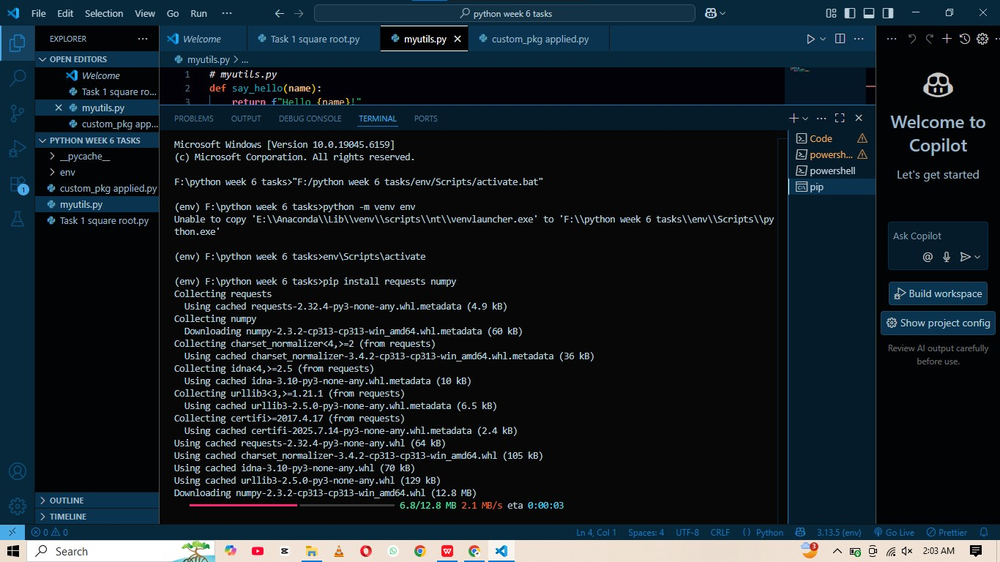 File Edit Selection View Go Run ···
python week 6 tasks
EXPLORER ···
OPEN EDITORS
Welcome
Task 1 square ro...
myutils.py
custom_pkg app...
PYTHON WEEK 6 TASKS
__pycache__
env
custom_pkg applied.py
myutils.py
Task 1 square root.py
OUTLINE
TIMELINE
1
Welcome Task 1 square root.py myutils.py custom_pkg applied.py
myutils.py > ...
1 # myutils.py
2 def say_hello(name):
3 return f"Hello {name}!"
PROBLEMS OUTPUT DEBUG CONSOLE TERMINAL PORTS
Microsoft Windows [Version 10.0.19045.6159]
(c) Microsoft Corporation. All rights reserved.
F:\python week 6 tasks>"F:/python week 6 tasks/env/Scripts/activate.bat"
(env) F:\python week 6 tasks>python -m venv env
Unable to copy 'E:\\Anaconda\\Lib\\venv\\scripts\\nt\\venvlauncher.exe' to 'F:\\python week 6 tasks\\env\\Scripts\\py
thon.exe'
(env) F:\python week 6 tasks>env\Scripts\activate
(env) F:\python week 6 tasks>pip install requests numpy
Collecting requests
Using cached requests-2.32.4-py3-none-any.whl.metadata (4.9 kB)
Collecting numpy
Downloading numpy-2.3.2-cp313-cp313-win_amd64.whl.metadata (60 kB)
Collecting charset_normalizer<4,>=2 (from requests)
Using cached charset_normalizer-3.4.2-cp313-cp313-win_amd64.whl.metadata (36 kB)
Collecting idna<4,>=2.5 (from requests)
Using cached idna-3.10-py3-none-any.whl.metadata (10 kB)
Collecting urllib3<3,>=1.21.1 (from requests)
Using cached urllib3-2.5.0-py3-none-any.whl.metadata (6.5 kB)
Collecting certifi>=2017.4.17 (from requests)
Using cached certifi-2025.7.14-py3-none-any.whl.metadata (2.4 kB)
Using cached requests-2.32.4-py3-none-any.whl (64 kB)
Using cached charset_normalizer-3.4.2-cp313-cp313-win_amd64.whl (105 kB)
Using cached idna-3.10-py3-none-any.whl (70 kB)
Using cached urllib3-2.5.0-py3-none-any.whl (129 kB)
Downloading numpy-2.3.2-cp313-cp313-win_amd64.whl (12.8 MB)
6.8/12.8 MB 2.1 MB/s eta 0:00:03
Code
powersh...
powershell
pip
Welcome to
Copilot
Let's get started
Ask Copilot
@
Build workspace
Show project config
Review AI output carefully
before use.
0 0 Ln 4, Col 1 Spaces: 4 UTF-8 CRLF {} Python 3.13.5 (env) Go Live Prettier
Search 3 2:03 AM